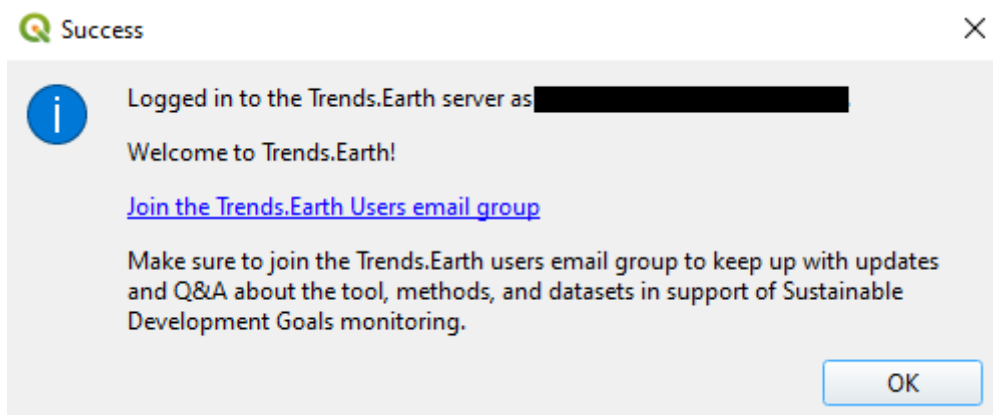 Success
Logged in to the Trends.Earth server as
Welcome to Trends.Earth!
Join the Trends.Earth Users email group
Make sure to join the Trends.Earth users email group to keep up with updates
and Q&A about the tool, methods, and datasets in support of Sustainable
Development Goals monitoring.
OK